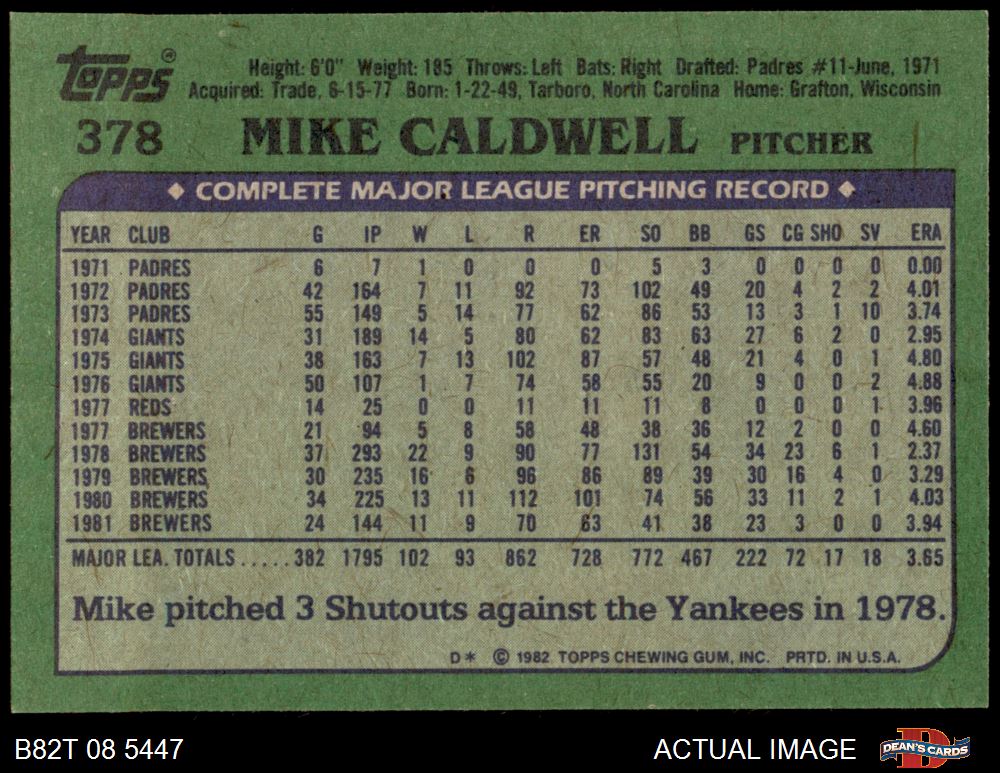 Topps®
Height: 6'0" Weight: 185 Throws: Left Bats: Right Drafted: Padres #11-June, 1971
Acquired: Trade, 6-15-77 Born: 1-22-49, Tarboro, North Carolina Home: Grafton, Wisconsin
378 MIKE CALDWELL PITCHER
◆ COMPLETE MAJOR LEAGUE PITCHING RECORD ◆
YEAR CLUB G IP W L R ER SO BB GS CG SHO SV ERA
1971 PADRES 6 7 1 0 0 0 5 3 0 0 0 0 0.00
1972 PADRES 42 164 7 11 92 73 102 49 20 4 2 2 4.01
1973 PADRES 55 149 5 14 77 62 86 53 13 3 1 10 3.74
1974 GIANTS 31 189 14 5 80 62 83 63 27 6 2 0 2.95
1975 GIANTS 38 163 7 13 102 87 57 48 21 4 0 1 4.80
1976 GIANTS 50 107 1 7 74 58 55 20 9 0 0 2 4.88
1977 REDS 14 25 0 0 11 11 11 8 0 0 0 1 3.96
1977 BREWERS 21 94 5 8 58 48 38 36 12 2 0 0 4.60
1978 BREWERS 37 293 22 9 90 77 131 54 34 23 6 1 2.37
1979 BREWERS 30 235 16 6 96 86 89 39 30 16 4 0 3.29
1980 BREWERS 34 225 13 11 112 101 74 56 33 11 2 1 4.03
1981 BREWERS 24 144 11 9 70 63 41 38 23 3 0 0 3.94
MAJOR LEA. TOTALS.....382 1795 102 93 862 728 772 467 222 72 17 18 3.65
Mike pitched 3 Shutouts against the Yankees in 1978.
D* © 1982 TOPPS CHEWING GUM, INC. PRTD. IN U.S.A.
B82T 08 5447 ACTUAL IMAGE DEAN'S CARDS